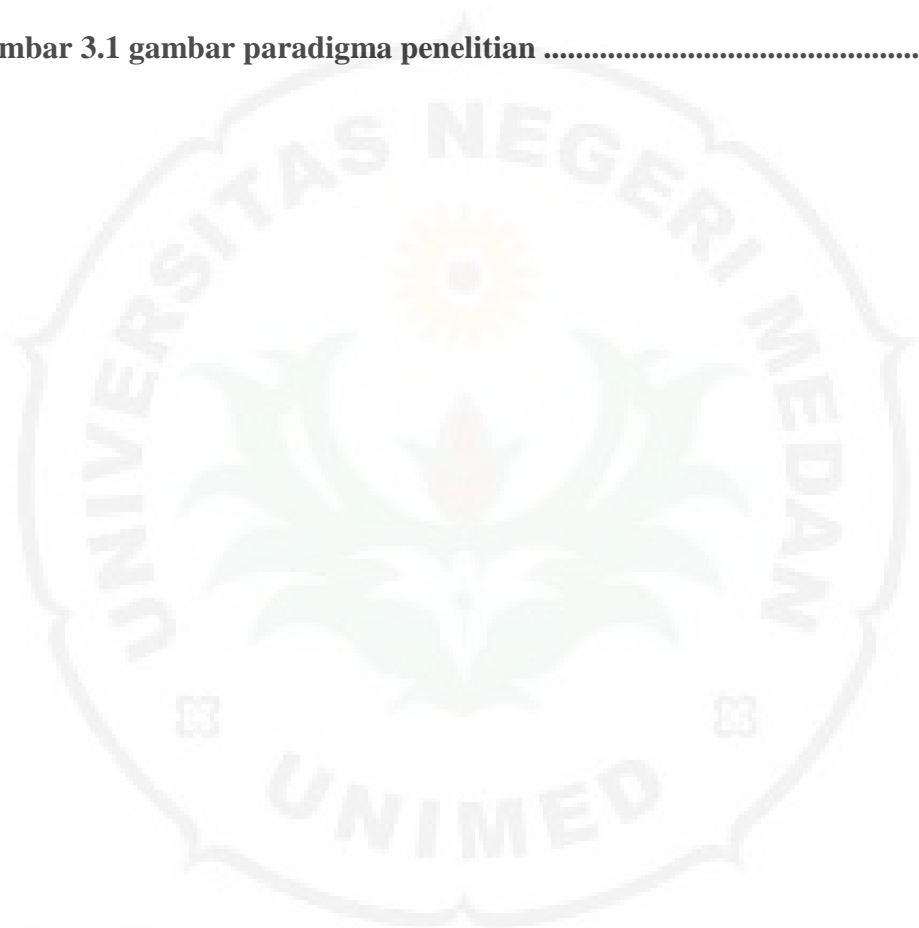 mbar 3.1 gambar paradigma penelitian ...............................................
UNIVERSITAS NEGERI MEDAN
UNIMED